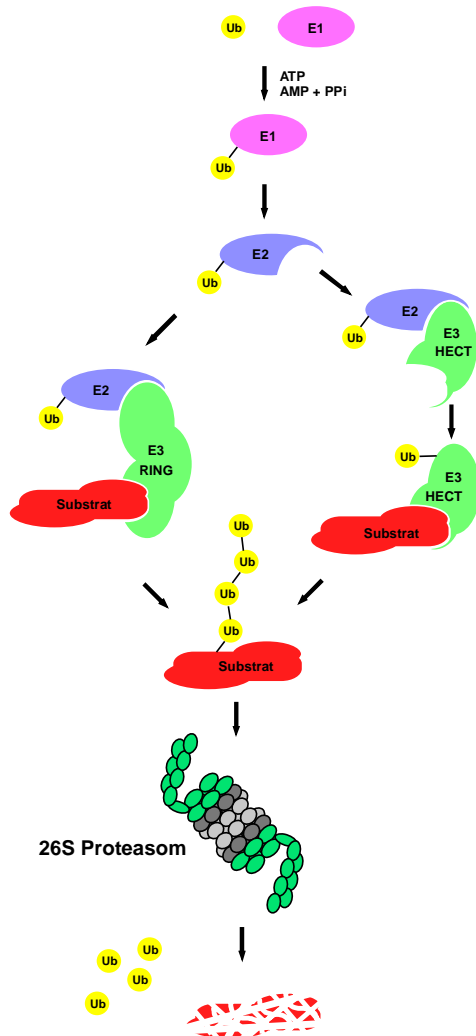 Ub
E1
ATP
AMP + PPi
E1
Ub
E2
Ub
E2
Ub
E3
HECT
E2
Ub
E3
RING
Substrat
Ub
E3
HECT
Substrat
Ub
Ub
Ub
Ub
Substrat
26S Proteasom
Ub
Ub
Ub
Ub